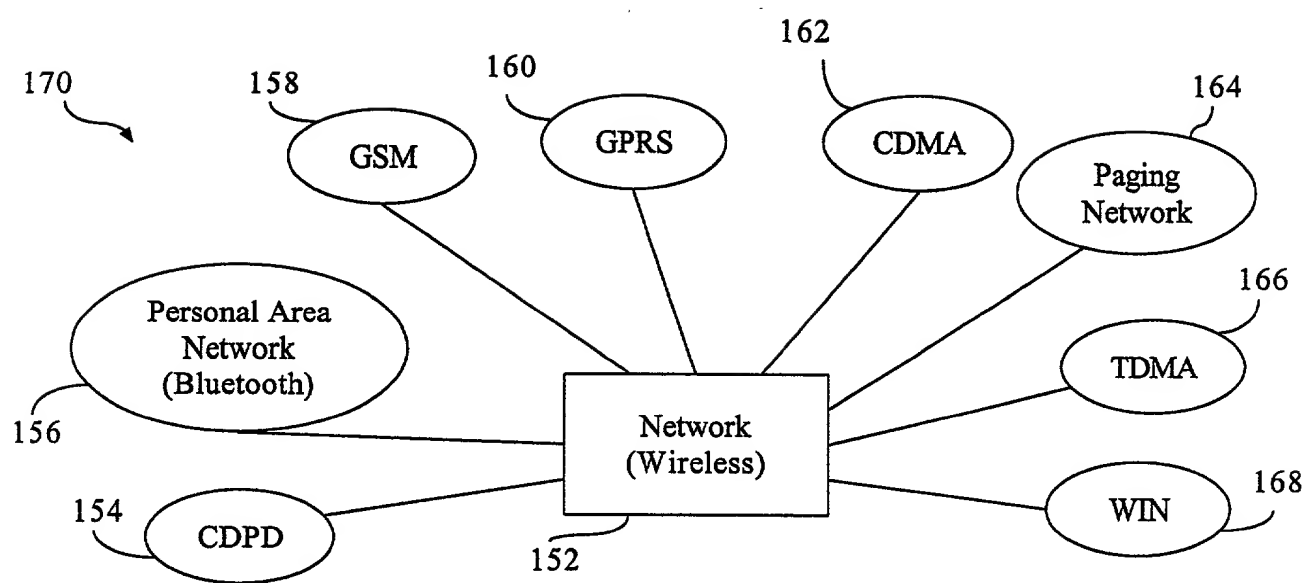 162
160
158
164
170
GSM
GPRS
CDMA
Paging
Network
166
Personal Area
Network
(Bluetooth)
TDMA
156
Network
(Wireless)
154
CDPD
152
WIN
168